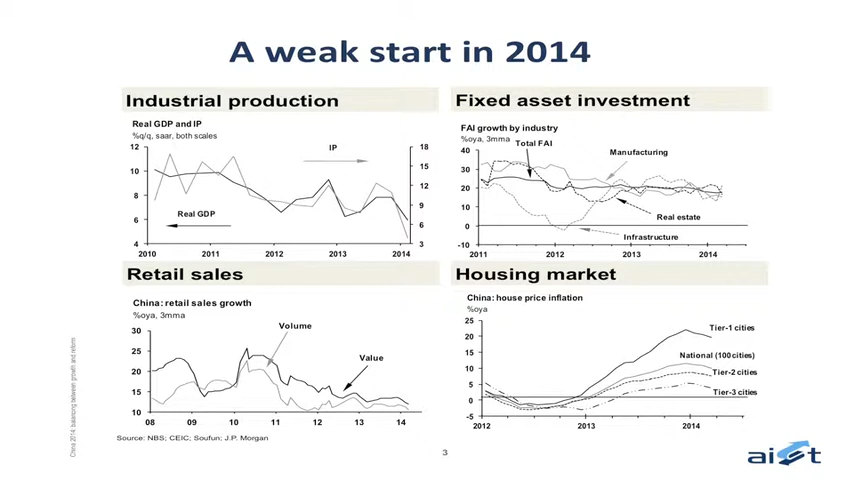 A weak start in 2014
Industrial production
Real GDP and IP
%q/q, saar, both scales
12
10
8
6
4
18
15
12
9
6
3
IP
Real GDP
2010 2011 2012 2013 2014
Fixed asset investment
FAI growth by industry
%oya, 3mma
Total FAI
Manufacturing
40
30
20
10
0
-10
Real estate
Infrastructure
2011 2012 2013 2014
Retail sales
China: retail sales growth
%oya, 3mma
Volume
Value
30
25
20
15
10
08 09 10 11 12 13 14
Housing market
China: house price inflation
%oya
25
20
15
10
5
0
-5
Tier-1 cities
National (100cities)
Tier-2 cities
Tier-3 cities
2012 2013 2014
Source: NBS; CEIC; Soufun; J.P. Morgan
China 2014: balancing between growth and reform
3
aist